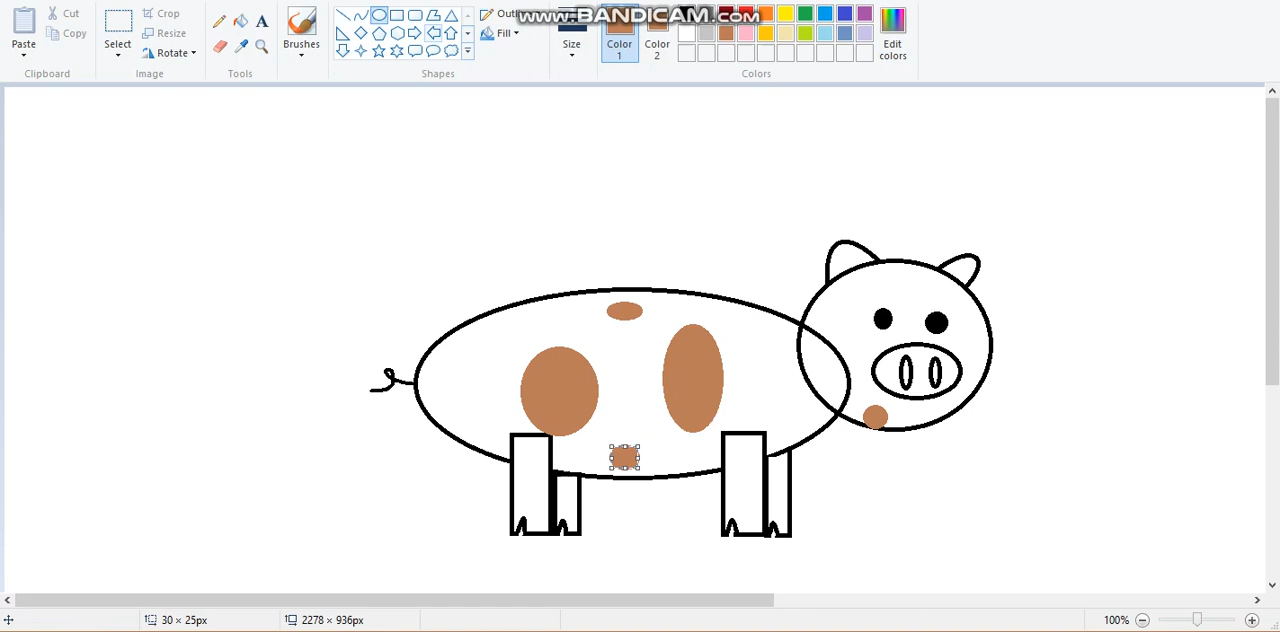 Paste
Cut
Copy
Clipboard
Select
Crop
Resize
Rotate
Image
A
Tools
Brushes
Shapes
Outl
Fill
Size
Color
1
Color
2
Edit
colors
Colors
www.BANDICAM.com
30 × 25px
2278 × 936px
100%